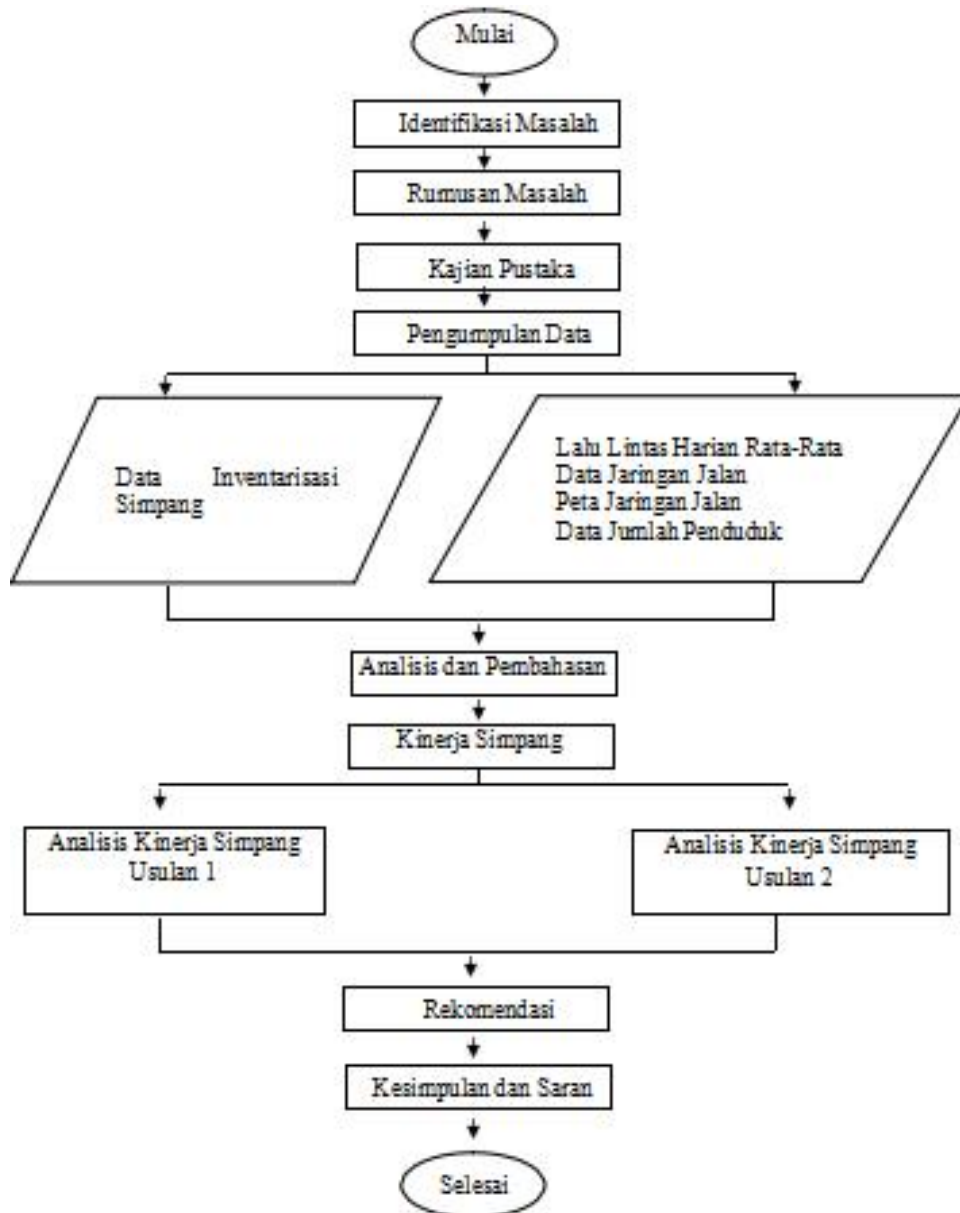 Mulai
Identifikasi Masalah
Rumusan Masalah
Kajian Pustaka
Pengumpulan Data
Data Inventarisasi
Simpang
Lalu Lintas Harian Rata-Rata
Data Jaringan Jalan
Peta Jaringan Jalan
Data Jumlah Penduduk
Analisis dan Pembahasan
Kinerja Simpang
Analisis Kinerja Simpang
Usulan 1
Analisis Kinerja Simpang
Usulan 2
Rekomendasi
Kesimpulan dan Saran
Selesai